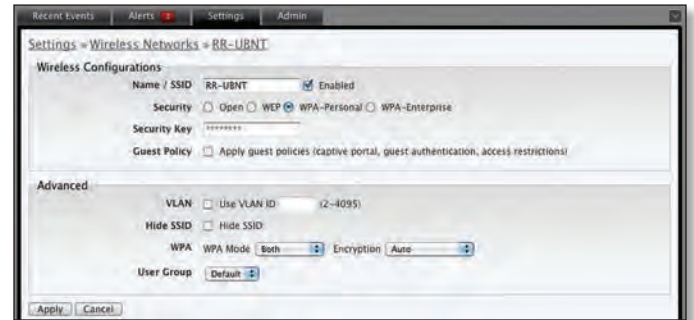 Recent Events Alerts Settings Admin
Settings » Wireless Networks » RR-UBNT
Wireless Configurations
Name / SSID RR-UBNT Enabled
Security Open WEP WPA-Personal WPA-Enterprise
Security Key ********
Guest Policy Apply guest policies (captive portal, guest authentication, access restrictions)
Advanced
VLAN Use VLAN ID (2-4095)
Hide SSID Hide SSID
WPA WPA Mode Both Encryption Auto
User Group Default
Apply Cancel